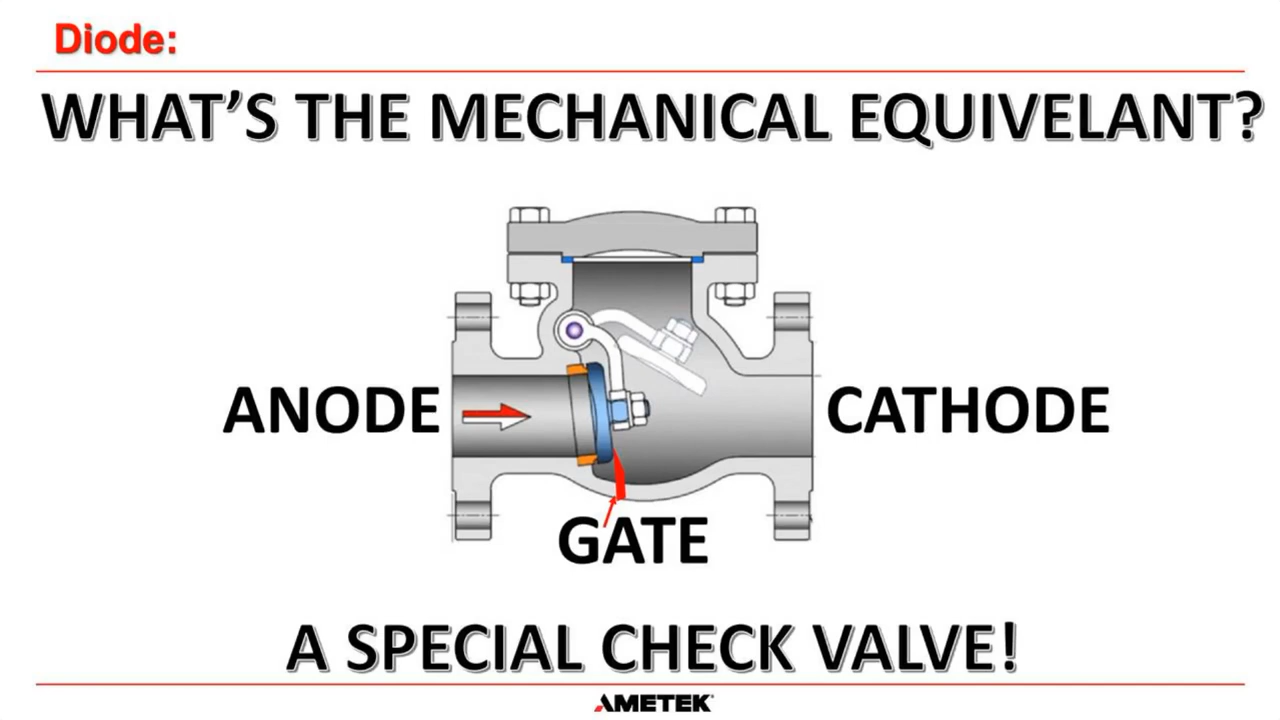 Diode:
WHAT'S THE MECHANICAL EQUIVELANT?
ANODE
CATHODE
GATE
A SPECIAL CHECK VALVE!
AMETEK®